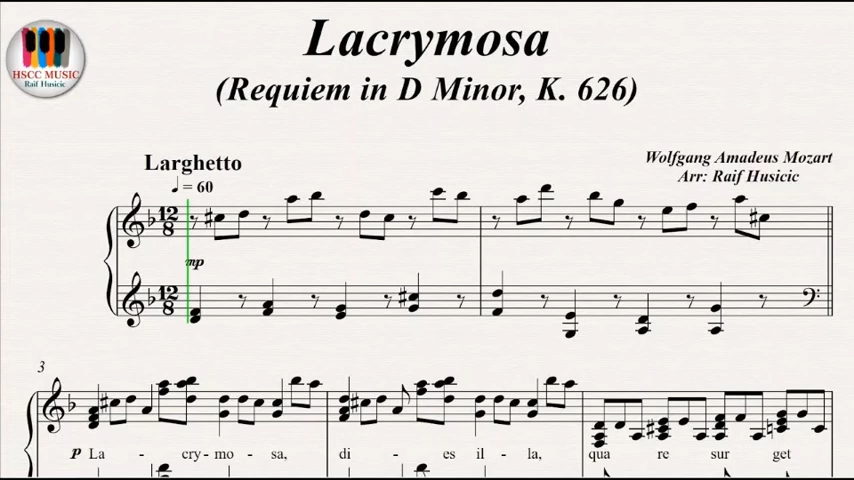 Lacrymosa
HSCC MUSIC
Raif Husicic
(Requiem in D Minor, K. 626)
Larghetto
Wolfgang Amadeus Mozart
♩ = 60
Arr: Raif Husicic
12
8
mp
12
8
3
p La - cry - mo - sa, di - es il - la, qua re sur get